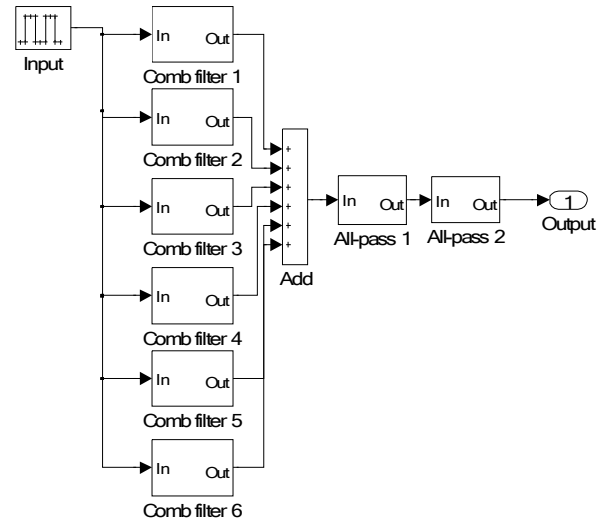 Input
In Out
Comb filter 1
In Out
Comb filter 2
In Out
Comb filter 3
In Out
Comb filter 4
In Out
Comb filter 5
In Out
Comb filter 6
+
+
+
+
+
+
Add
In Out
All-pass 1
In Out
All-pass 2
1
Output